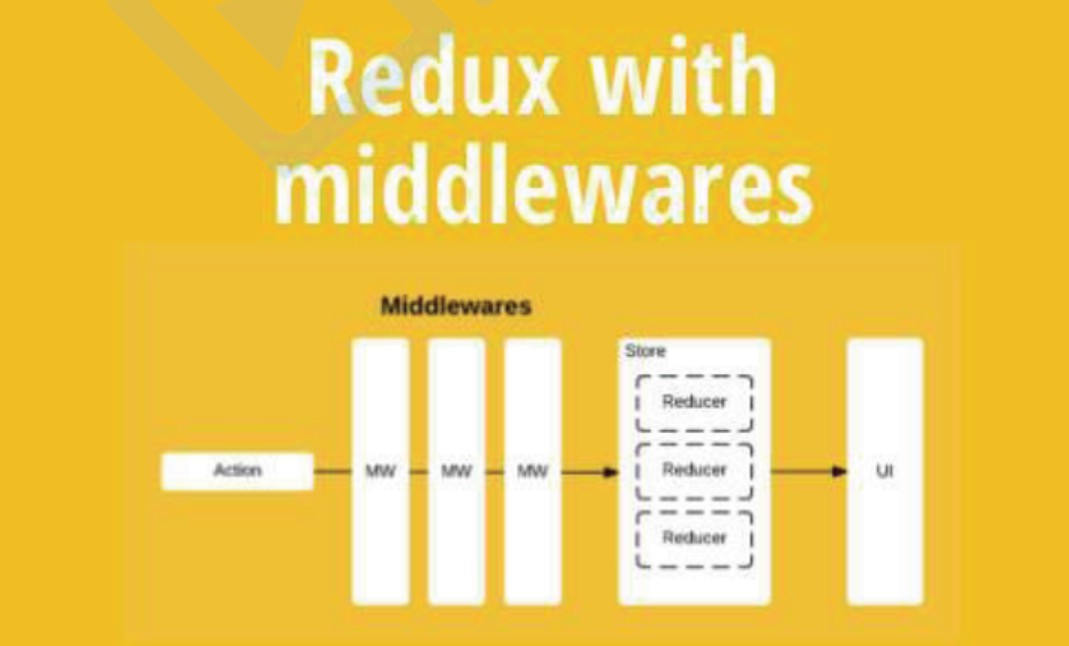 Redux with
middlewares
Middlewares
Store
Reducer
Action
MW
MW
MW
Reducer
UI
Reducer